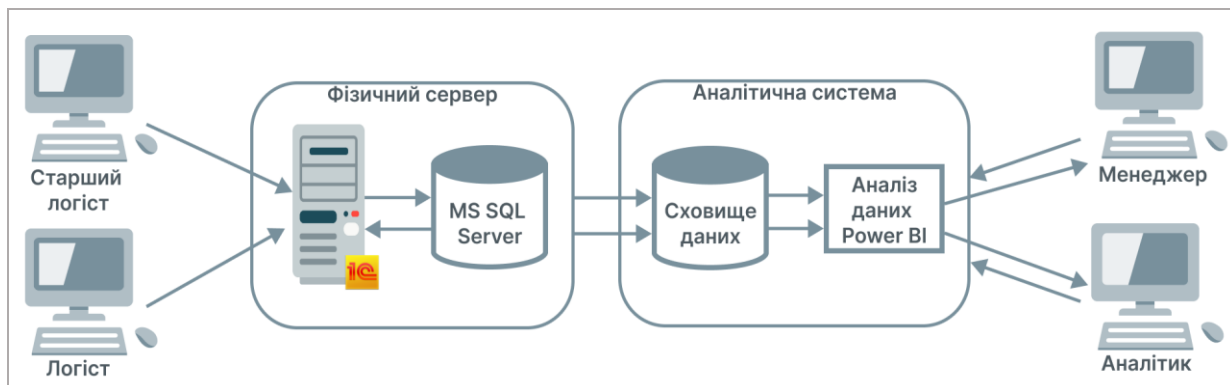 Фізичний сервер
Аналітична система
Старший
логіст
Логіст
1С
MS SQL
Server
Сховище
даних
Аналіз
даних
Power BI
Менеджер
Аналітик